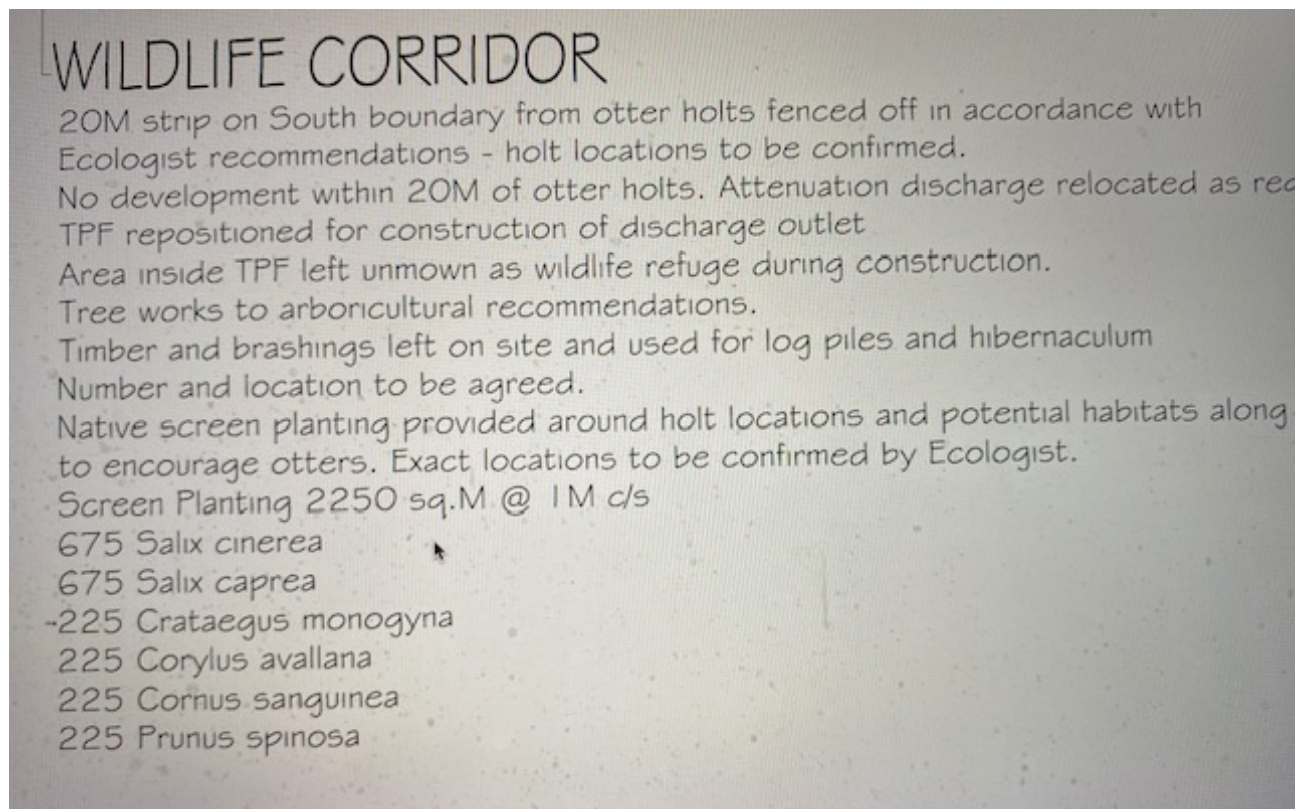 WILDLIFE CORRIDOR
20M strip on South boundary from otter holts fenced off in accordance with
Ecologist recommendations - holt locations to be confirmed.
No development within 20M of otter holts. Attenuation discharge relocated as
TPF repositioned for construction of discharge outlet
Area inside TPF left unmown as wildlife refuge during construction.
Tree works to arboricultural recommendations.
Timber and brashings left on site and used for log piles and hibernaculum
Number and location to be agreed.
Native screen planting provided around holt locations and potential habitats along
to encourage otters. Exact locations to be confirmed by Ecologist.
Screen Planting 2250 sq.M @ 1M c/s
675 Salix cinerea
675 Salix caprea
225 Crataegus monogyna
225 Corylus avallana
225 Cornus sanguinea
225 Prunus spinosa